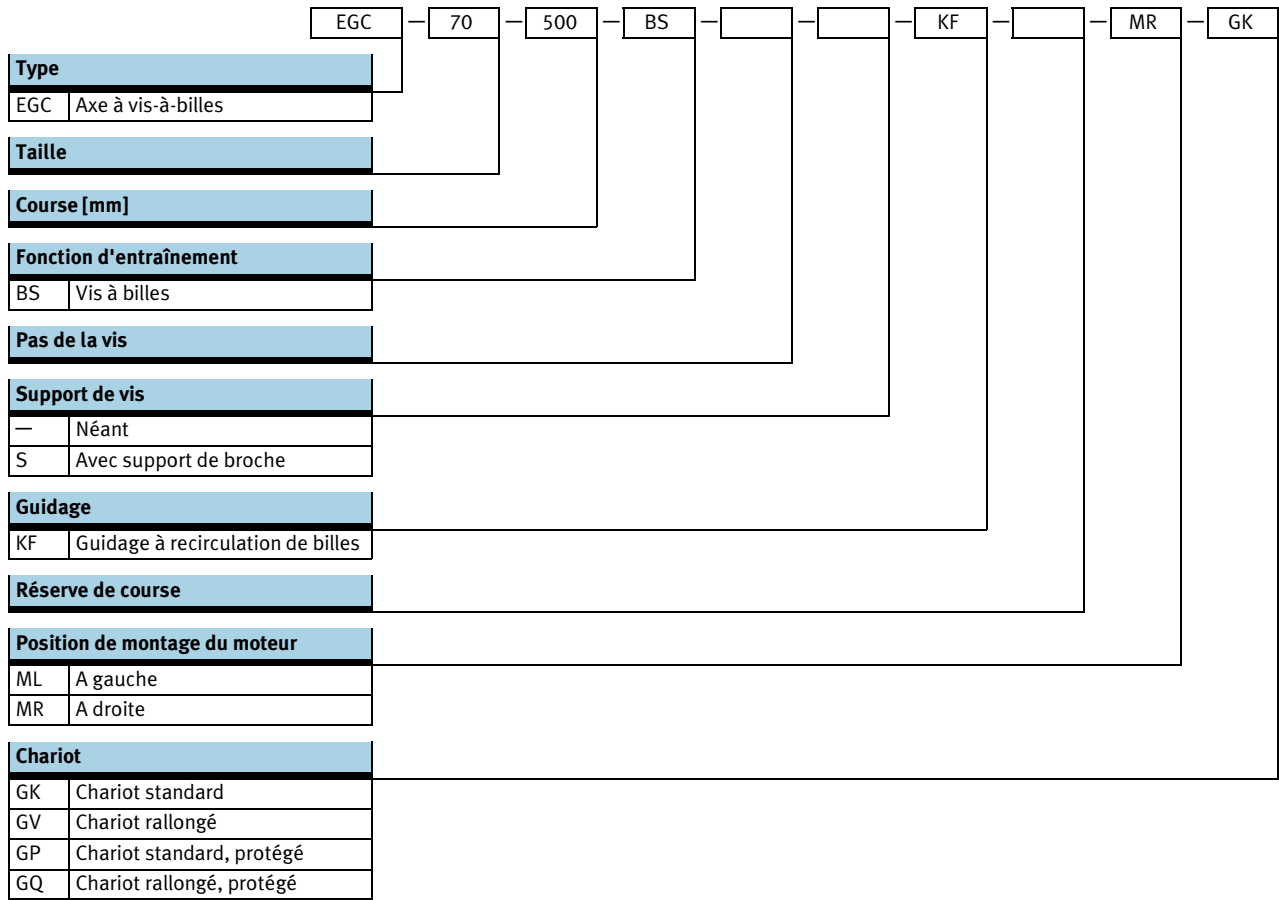 EGC — 70 — 500 — BS — — — KF — — MR — GK
Type
EGC Axe à vis-à-billes
Taille
Course [mm]
Fonction d'entraînement
BS Vis à billes
Pas de la vis
Support de vis
— Néant
S Avec support de broche
Guidage
KF Guidage à recirculation de billes
Réserve de course
Position de montage du moteur
ML A gauche
MR A droite
Chariot
GK Chariot standard
GV Chariot rallongé
GP Chariot standard, protégé
GQ Chariot rallongé, protégé